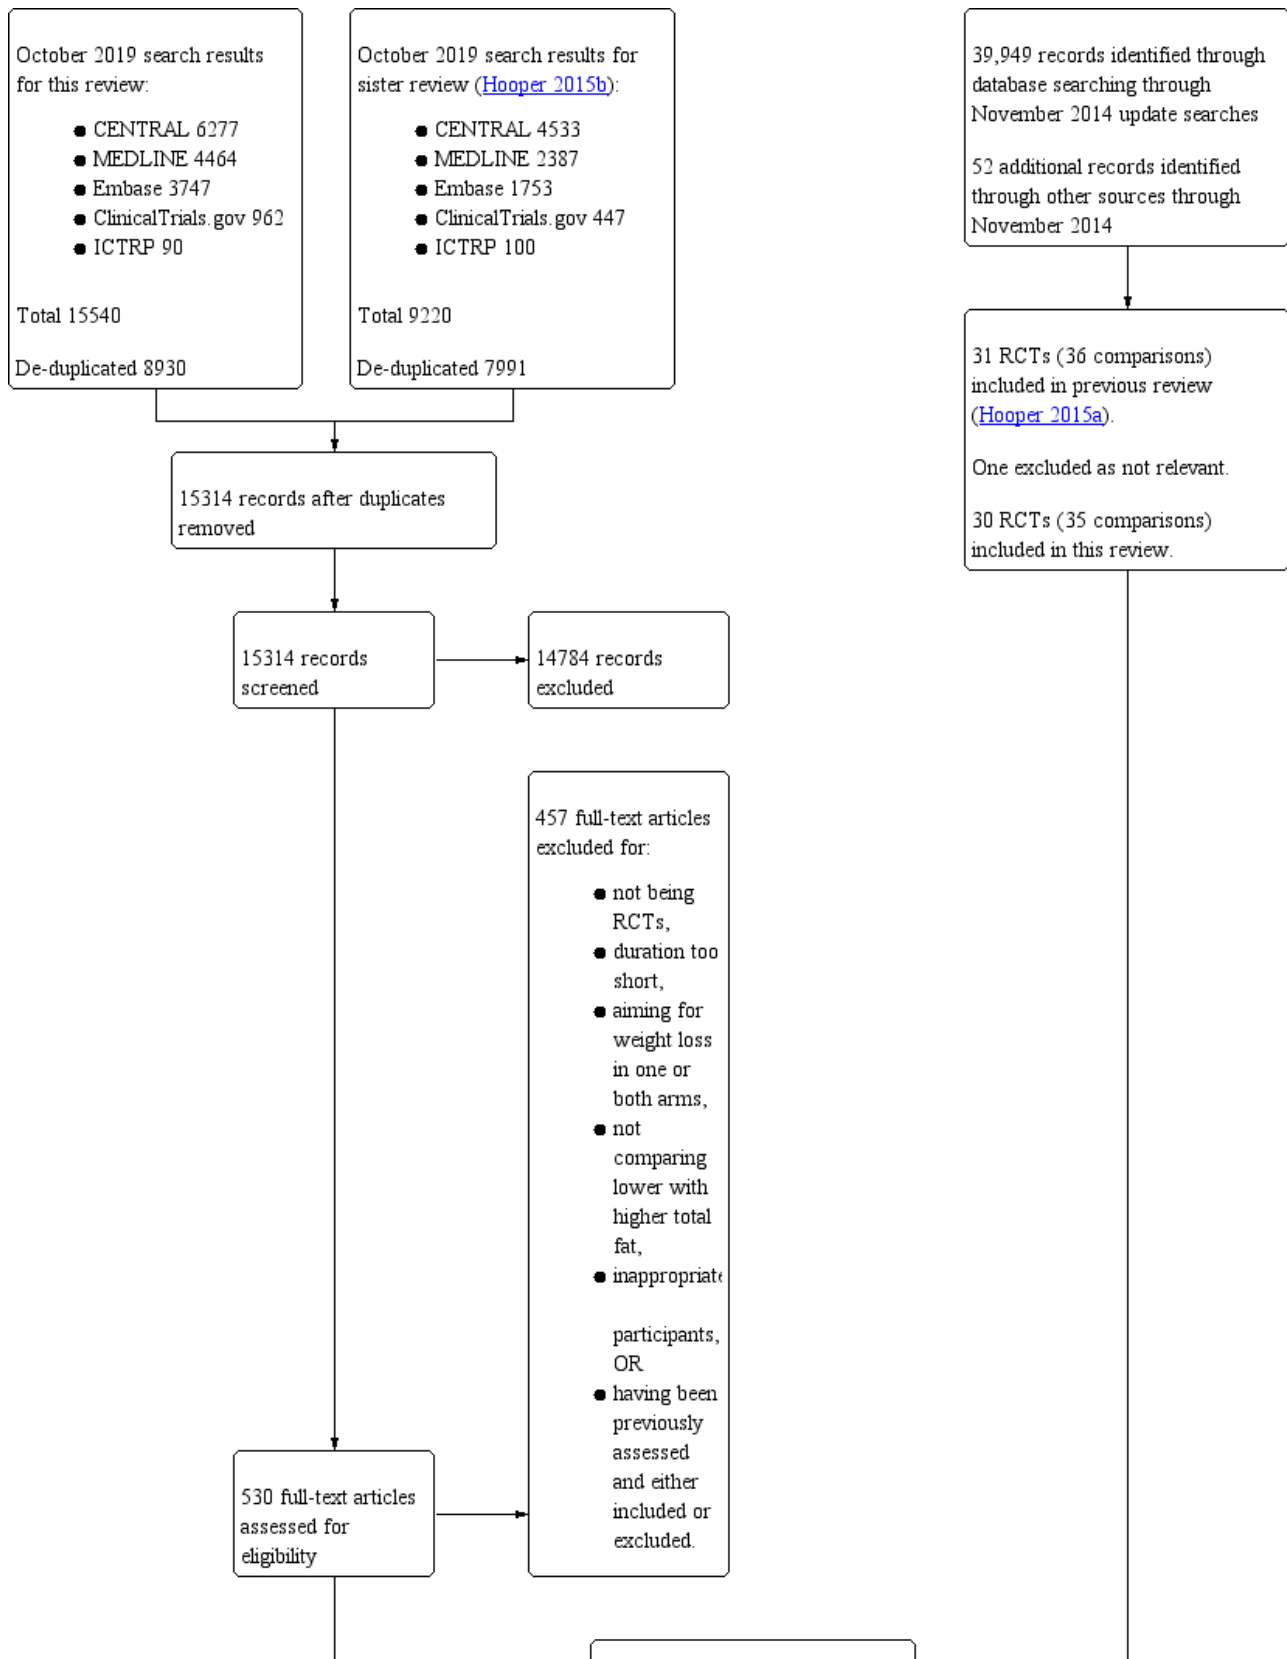 October 2019 search results
for this review:
● CENTRAL 6277
● MEDLINE 4464
● Embase 3747
● ClinicalTrials.gov 962
● ICTRP 90
Total 15540
De-duplicated 8930
October 2019 search results for
sister review (Hooper 2015b):
● CENTRAL 4533
● MEDLINE 2387
● Embase 1753
● ClinicalTrials.gov 447
● ICTRP 100
Total 9220
De-duplicated 7991
39,949 records identified through
database searching through
November 2014 update searches
52 additional records identified
through other sources through
November 2014
31 RCTs (36 comparisons)
included in previous review
(Hooper 2015a).
One excluded as not relevant.
30 RCTs (35 comparisons)
included in this review.
15314 records after duplicates
removed
15314 records
screened
14784 records
excluded
457 full-text articles
excluded for:
● not being
RCTs,
● duration too
short,
● aiming for
weight loss
in one or
both arms,
● not
comparing
lower with
higher total
fat,
● inappropriate
participants,
OR
● having been
previously
assessed
and either
included or
excluded.
530 full-text articles
assessed for
eligibility